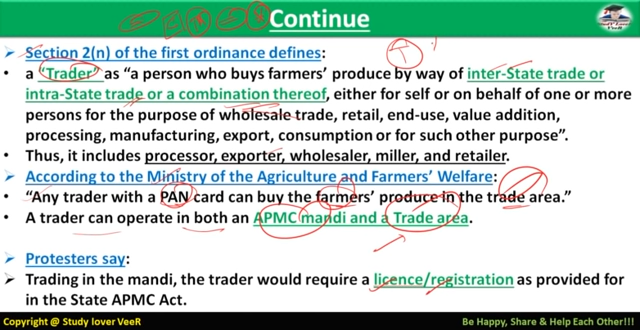 Continue
Section 2(n) of the first ordinance defines:
a "Trader" as "a person who buys farmers' produce by way of inter-State trade or
intra-State trade or a combination thereof, either for self or on behalf of one or more
persons for the purpose of wholesale trade, retail, end-use, value addition,
processing, manufacturing, export, consumption or for such other purpose".
Thus, it includes processor, exporter, wholesaler, miller, and retailer.
According to the Ministry of the Agriculture and Farmers' Welfare:
"Any trader with a PAN card can buy the farmers' produce in the trade area."
A trader can operate in both an APMC mandi and a Trade area.
Protesters say:
Trading in the mandi, the trader would require a licence/registration as provided for
in the State APMC Act.
Copyright @ Study lover VeeR
Be Happy, Share & Help Each Other!!!